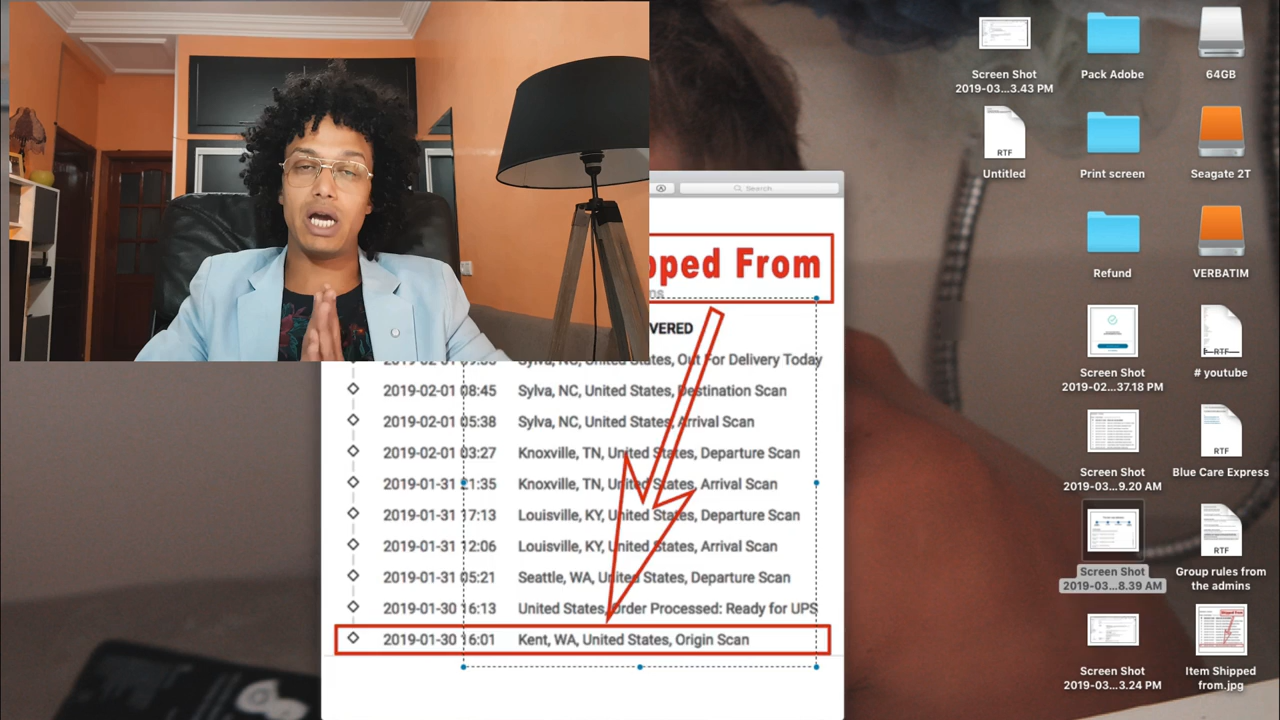 Search
pped From
VERED
Sylva, NC, United States, Out For Delivery Today
2019-02-01 08:45 Sylva, NC, United States, Destination Scan
2019-02-01 05:38 Sylva, NC, United States, Arrival Scan
2019-02-01 03:27 Knoxville, TN, United States, Departure Scan
2019-01-31 21:35 Knoxville, TN, United States, Arrival Scan
2019-01-31 17:13 Louisville, KY, United States, Departure Scan
2019-01-31 12:06 Louisville, KY, United States, Arrival Scan
2019-01-31 05:21 Seattle, WA, United States, Departure Scan
2019-01-30 16:13 United States, Order Processed: Ready for UPS
2019-01-30 16:01 Kent, WA, United States, Origin Scan
Screen Shot
2019-03...3.43 PM
Pack Adobe
64GB
RTF
Untitled
Print screen
Seagate 2T
Refund
VERBATIM
Screen Shot
2019-02...37.18 PM
RTF
# youtube
Screen Shot
2019-03...9.20 AM
RTF
Blue Care Express
Screen Shot
2019-03...8.39 AM
RTF
Group rules from
the admins
Screen Shot
2019-03...3.24 PM
Item Shipped
from.jpg